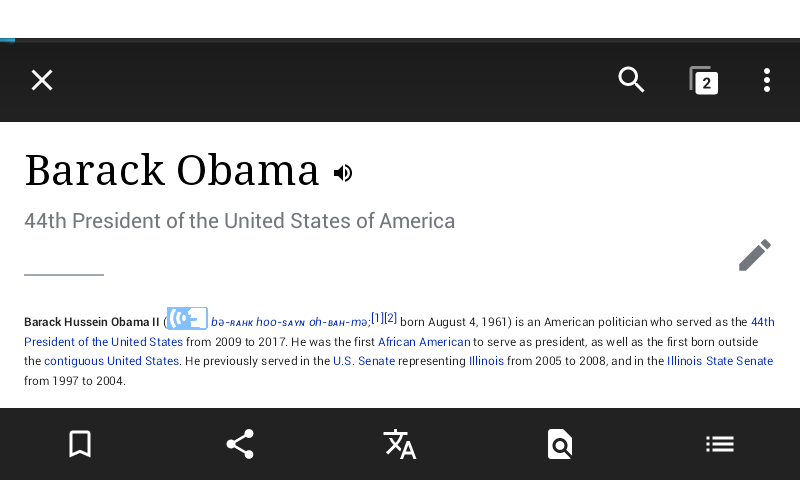 2
Barack Obama
44th President of the United States of America
Barack Hussein Obama II ( bə-ʀᴀʜᴋ hoo-sᴀʏɴ oh-ʙᴀʜ-mə;[1][2] born August 4, 1961) is an American politician who served as the 44th
President of the United States from 2009 to 2017. He was the first African American to serve as president, as well as the first born outside
the contiguous United States. He previously served in the U.S. Senate representing Illinois from 2005 to 2008, and in the Illinois State Senate
from 1997 to 2004.